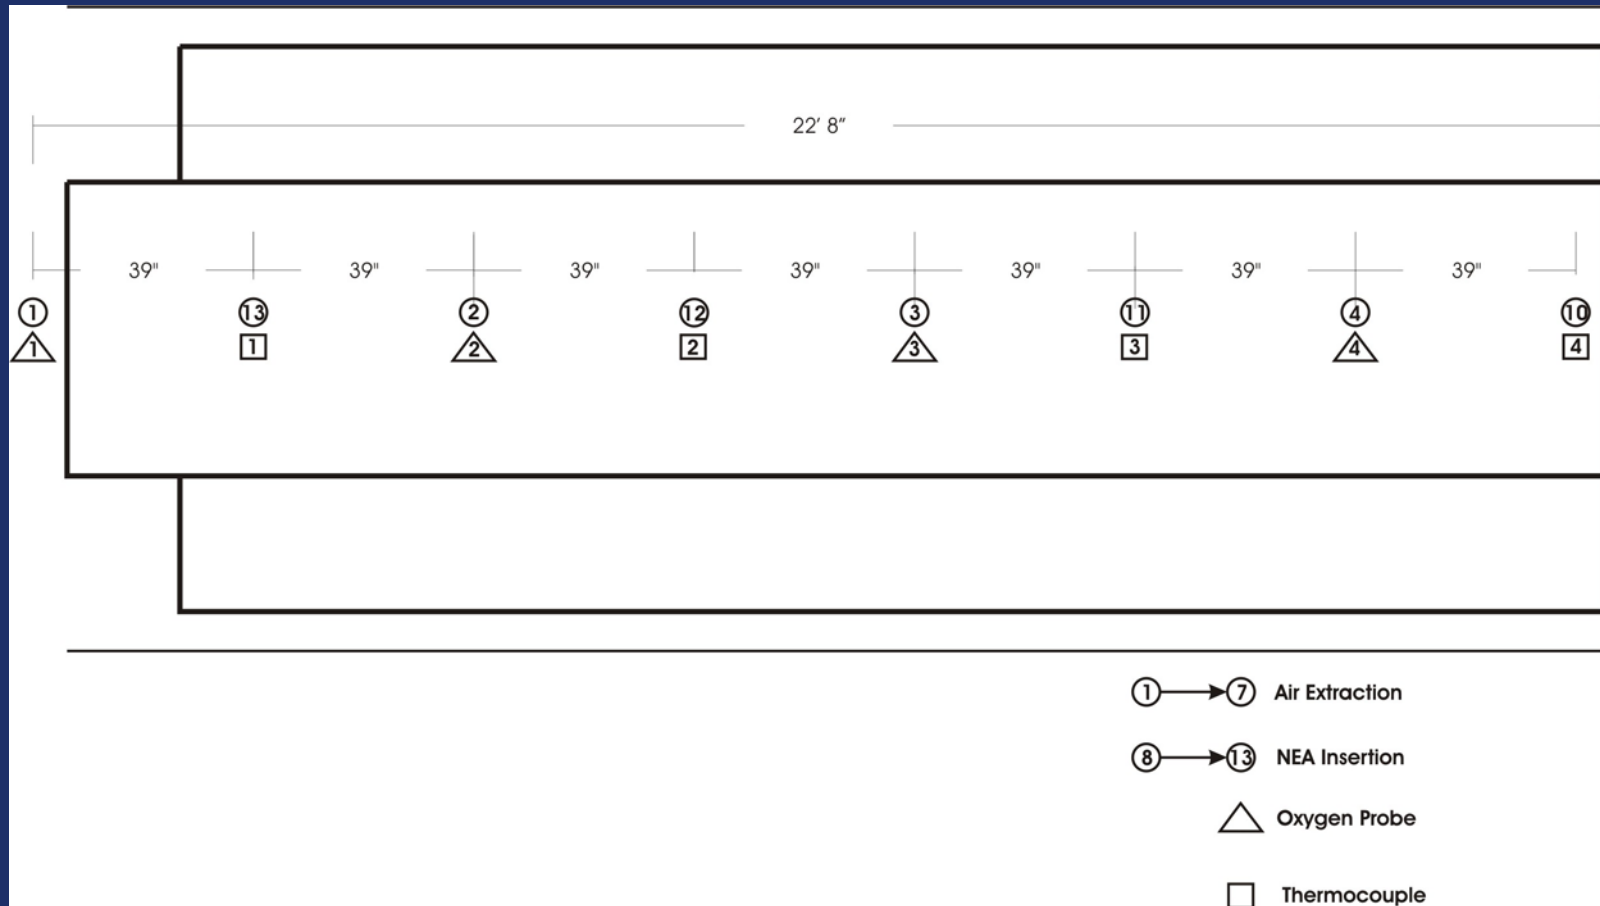 22' 8"
39" 39" 39" 39" 39" 39" 39"
1 13 2 12 3 11 4 10
1 1 2 2 3 3 4 4
1 7 Air Extraction
8 13 NEA Insertion
Oxygen Probe
Thermocouple